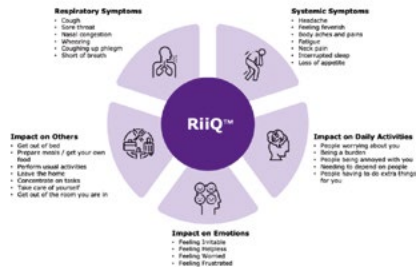 Respiratory Symptoms
• Cough
• Sore throat
• Nasal congestion
• Wheezing
• Coughing up phlegm
• Short of breath
Systemic Symptoms
• Headache
• Feeling feverish
• Body aches and pains
• Fatigue
• Neck pain
• Interrupted sleep
• Loss of appetite
RiiQ™
Impact on Others
• Get out of bed
• Prepare meals / get your own
food
• Perform usual activities
• Leave the home
• Concentrate on tasks
• Take care of yourself
• Get out of the room you are in
Impact on Daily Activities
• People worrying about you
• Being a burden
• People being annoyed with you
• Needing to depend on people
• People having to do extra things
for you
Impact on Emotions
• Feeling Irritable
• Feeling Helpless
• Feeling Worried
• Feeling Frustrated